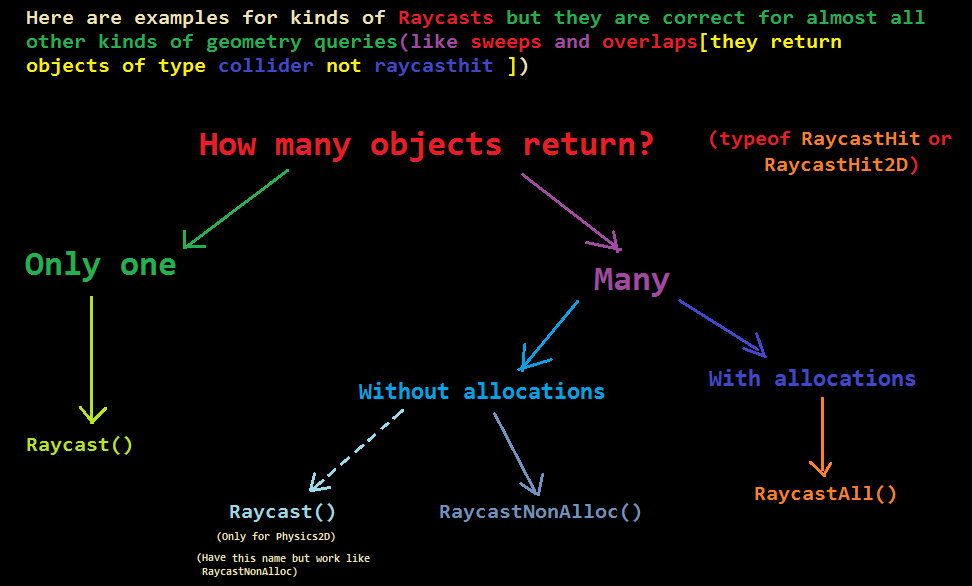 Here are examples for kinds of Raycasts but they are correct for almost all
other kinds of geometry queries(like sweeps and overlaps[they return
objects of type collider not raycasthit ])
How many objects return?
(typeof RaycastHit or
RaycastHit2D)
Only one
Many
Without allocations
With allocations
Raycast()
Raycast()
(Only for Physics2D)
(Have this name but work like
RaycastNonAlloc)
RaycastNonAlloc()
RaycastAll()